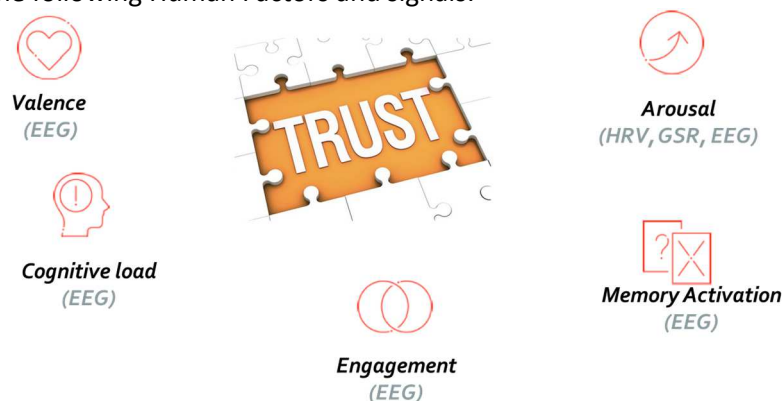 Valence
(EEG)
TRUST
Arousal
(HRV, GSR, EEG)
Cognitive load
(EEG)
Memory Activation
(EEG)
Engagement
(EEG)